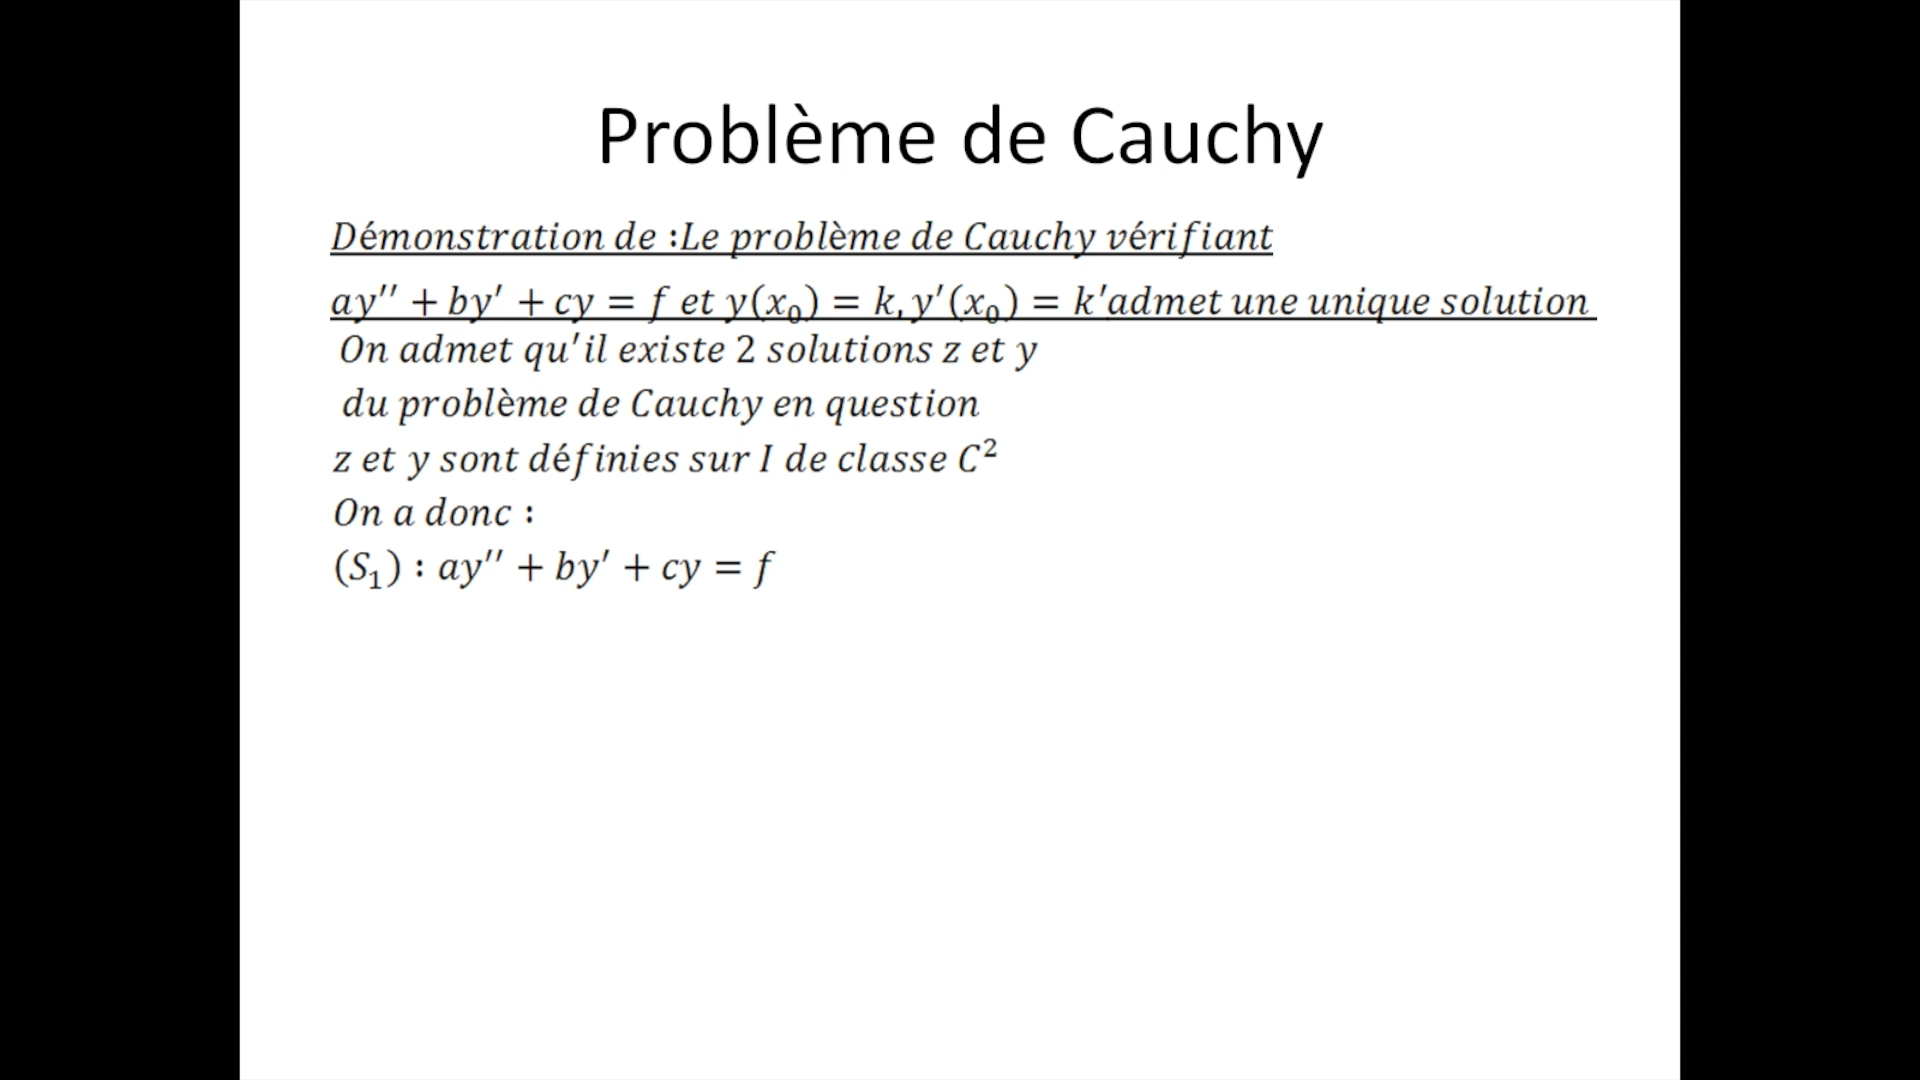 Problème de Cauchy
Démonstration de :Le problème de Cauchy vérifiant
ay′′ + by′ + cy = f et y(x₀) = k, y′(x₀) = k'admet une unique solution
On admet qu′il existe 2 solutions z et y
du problème de Cauchy en question
z et y sont définies sur I de classe C²
On a donc :
(S₁) : ay′′ + by′ + cy = f